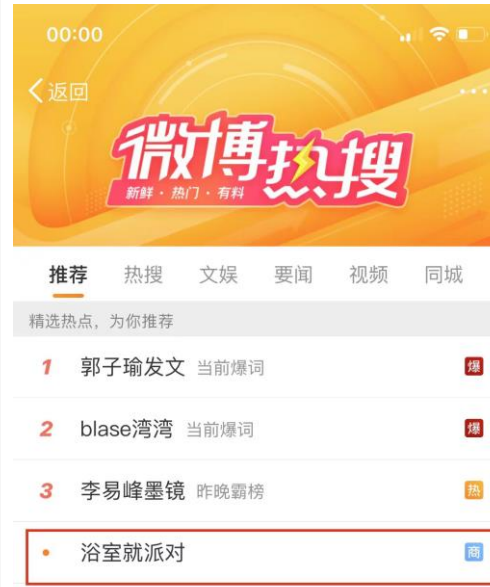 00:00
返回
微博热搜
新鲜·热门·有料
推荐 热搜 文娱 要闻 视频 同城
精选热点，为你推荐
1 郭子瑜发文 当前爆词 爆
2 blase湾湾 当前爆词 爆
3 李易峰墨镜 昨晚霸榜 热
浴室就派对 商